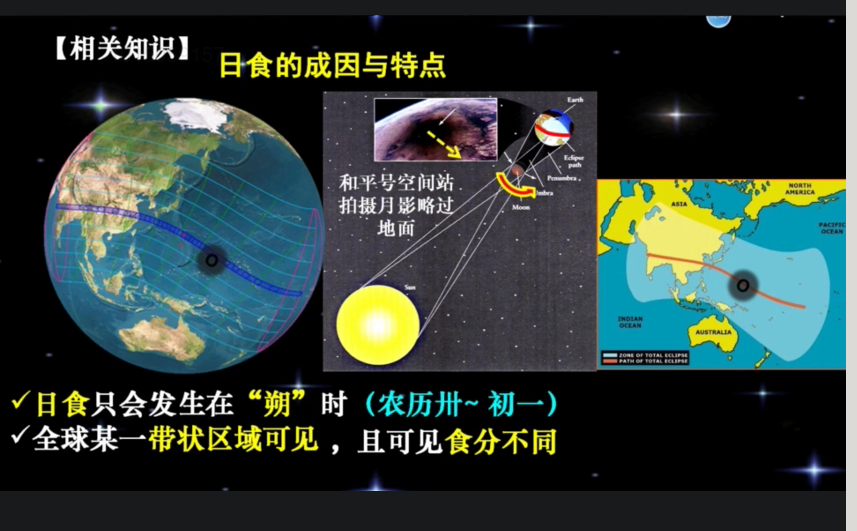 【相关知识】
日食的成因与特点
Earth
Eclipse
path
Penumbra
Umbra
Moon
和平号空间站
拍摄月影略过
地面
Sun
NORTH
AMERICA
ASIA
PACIFIC
OCEAN
INDIAN
OCEAN
AUSTRALIA
ZONE OF TOTAL ECLIPSE
PATH OF TOTAL ECLIPSE
✓日食只会发生在“朔”时（农历卅~初一）
✓全球某一带状区域可见，且可见食分不同